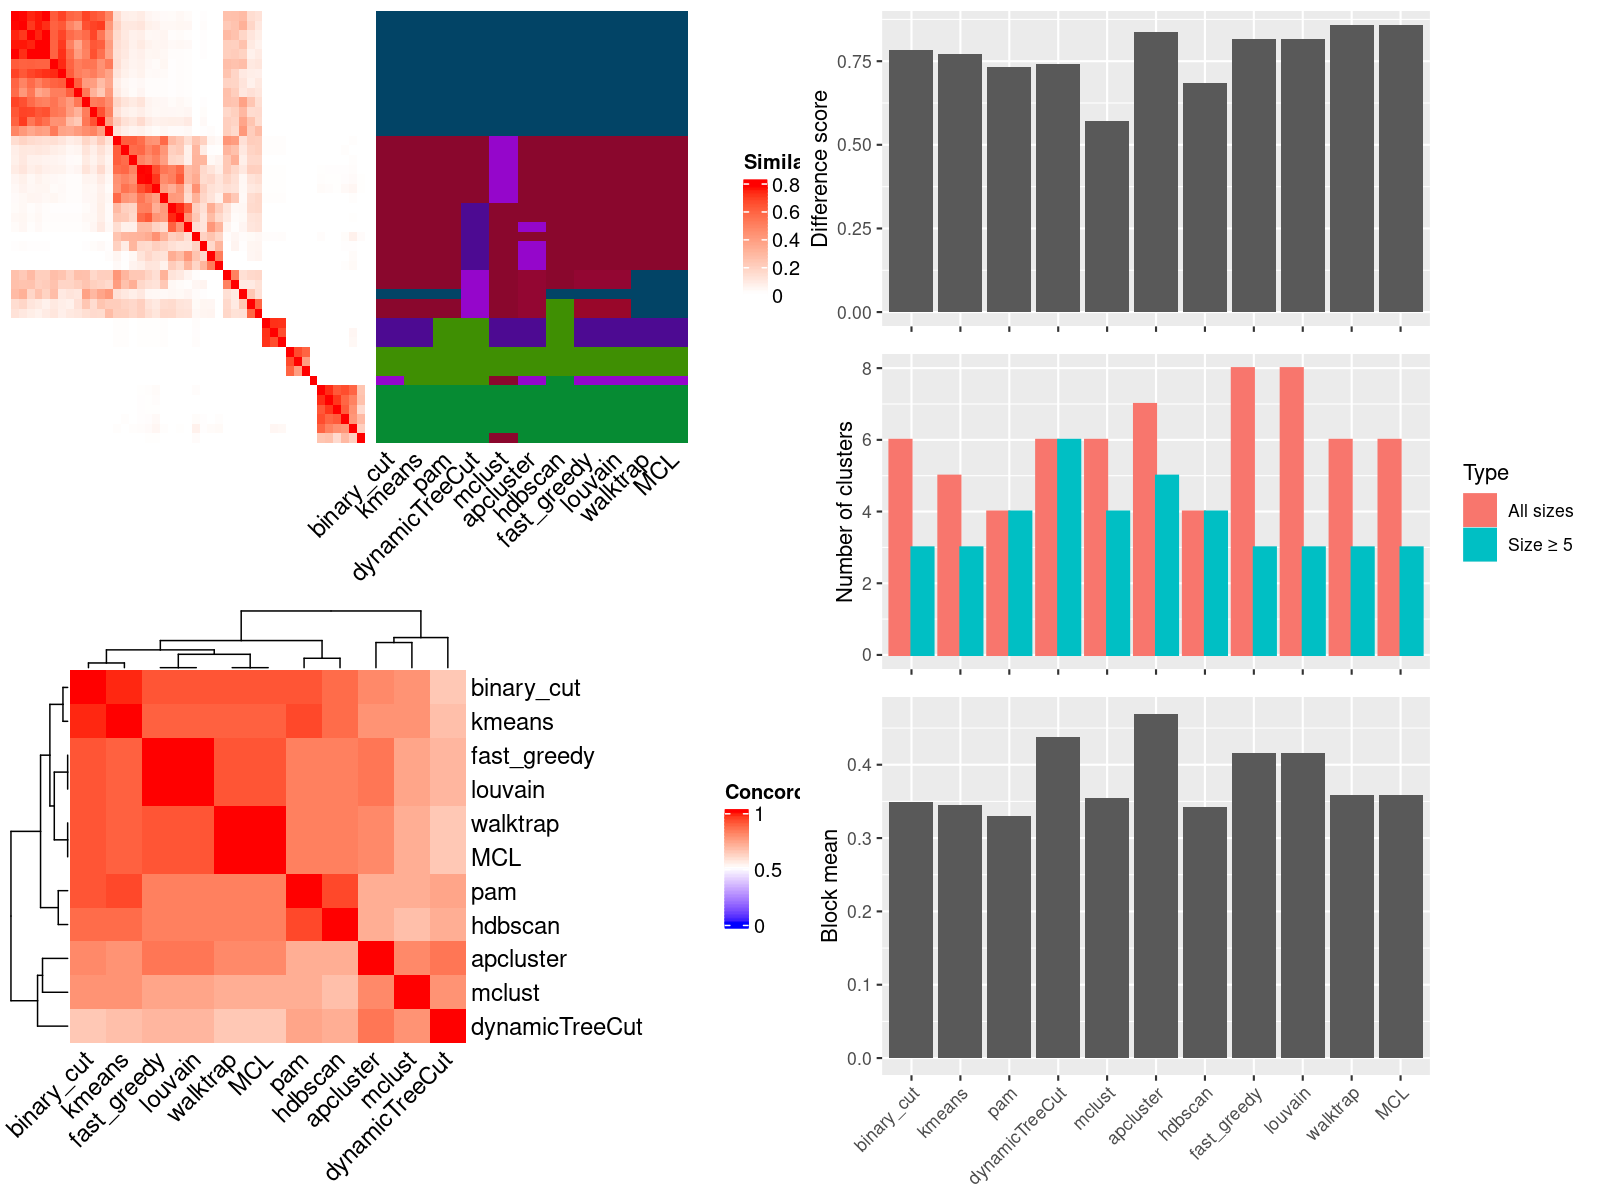 Simila
0.8
0.6
0.4
0.2
0
binary_cut
kmeans
pam
dynamicTreeCut
mclust
apcluster
hdbscan
fast_greedy
louvain
walktrap
MCL
binary_cut
kmeans
fast_greedy
louvain
walktrap
MCL
pam
hdbscan
apcluster
mclust
dynamicTreeCut
binary_cut
kmeans
fast_greedy
louvain
walktrap
MCL
pam
hdbscan
apcluster
mclust
dynamicTreeCut
Concord
1
0.5
0
Difference score
0.75
0.50
0.25
0.00
Number of clusters
8
6
4
2
0
Type
All sizes
Size ≥ 5
Block mean
0.4
0.3
0.2
0.1
0.0
binary_cut
kmeans
pam
dynamicTreeCut
mclust
apcluster
hdbscan
fast_greedy
louvain
walktrap
MCL